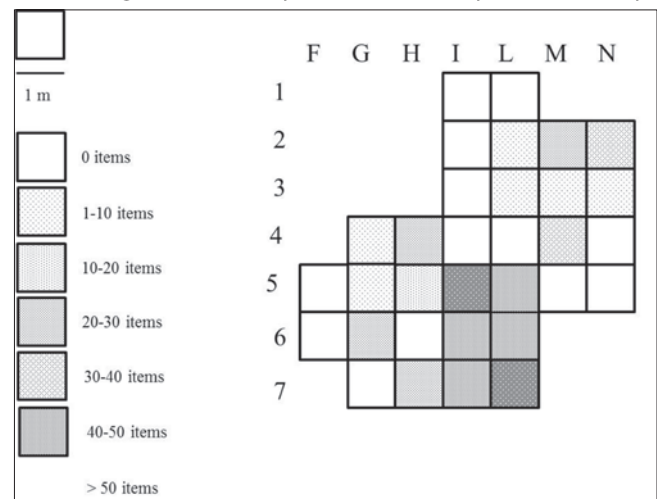 F G H I L M N
1 m
1
2
3
4
5
6
7
0 items
1-10 items
10-20 items
20-30 items
30-40 items
40-50 items
> 50 items